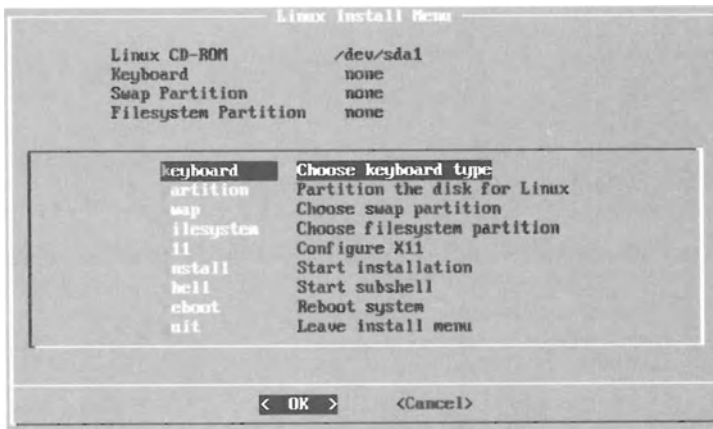 Linux Install Menu
Linux CD-ROM /dev/sda1
Keyboard none
Swap Partition none
Filesystem Partition none
keyboard Choose keyboard type
artition Partition the disk for Linux
wap Choose swap partition
ilesystem Choose filesystem partition
11 Configure X11
nstall Start installation
hell Start subshell
eboot Reboot system
uit Leave install menu
< OK > <Cancel>